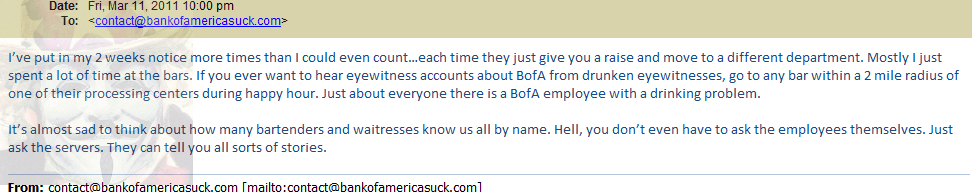 Date: Fri, Mar 11, 2011 10:00 pm
To: <contact@bankofamericasuck.com>
I've put in my 2 weeks notice more times than I could even count...each time they just give you a raise and move to a different department. Mostly I just
spent a lot of time at the bars. If you ever want to hear eyewitness accounts about BofA from drunken eyewitnesses, go to any bar within a 2 mile radius of
one of their processing centers during happy hour. Just about everyone there is a BofA employee with a drinking problem.
It's almost sad to think about how many bartenders and waitresses know us all by name. Hell, you don't even have to ask the employees themselves. Just
ask the servers. They can tell you all sorts of stories.
From: contact@bankofamericasuck.com [mailto:contact@bankofamericasuck.com]